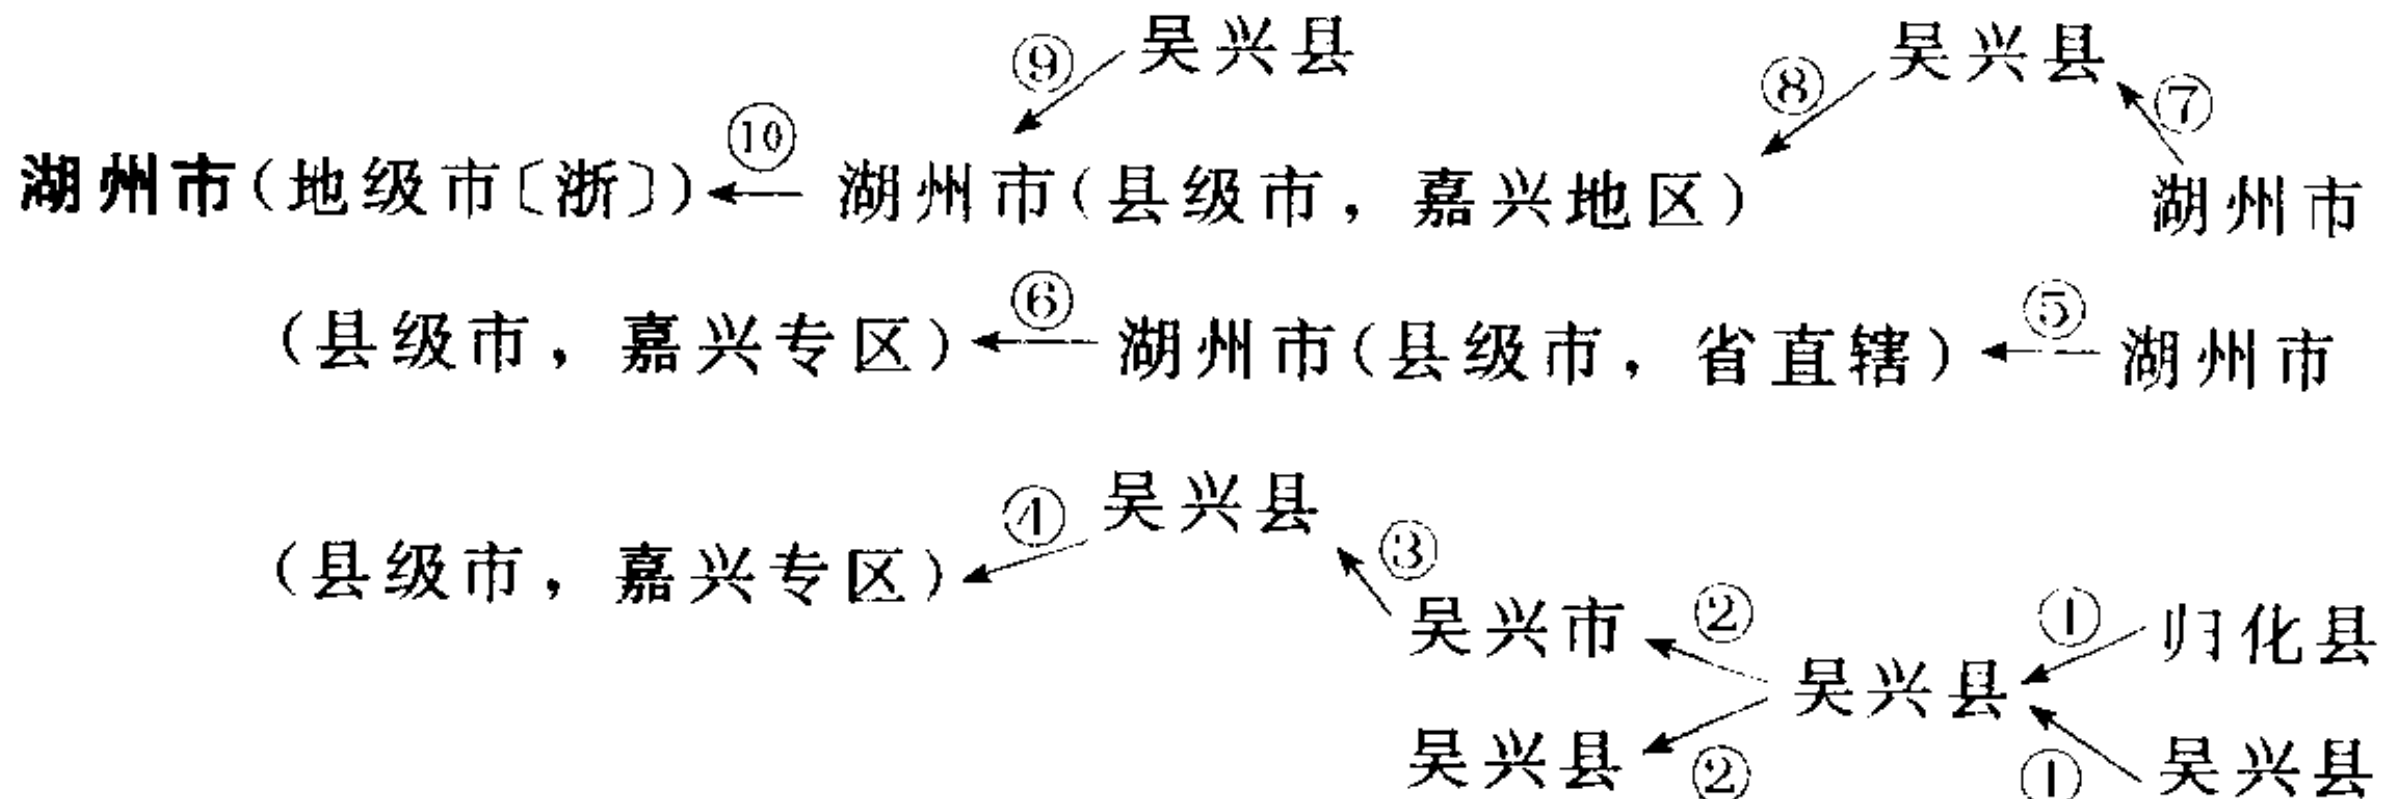 ⑨ 吴兴县 ⑧ 吴兴县 ⑦
湖州市(地级市〔浙〕) ← ⑩ 湖州市(县级市，嘉兴地区) 湖州市
(县级市，嘉兴专区) ← ⑥ 湖州市(县级市，省直辖) ← ⑤ 湖州市
④ 吴兴县 ③
(县级市，嘉兴专区)
吴兴市 ② ① 归化县
吴兴县
吴兴县 ② ① 吴兴县